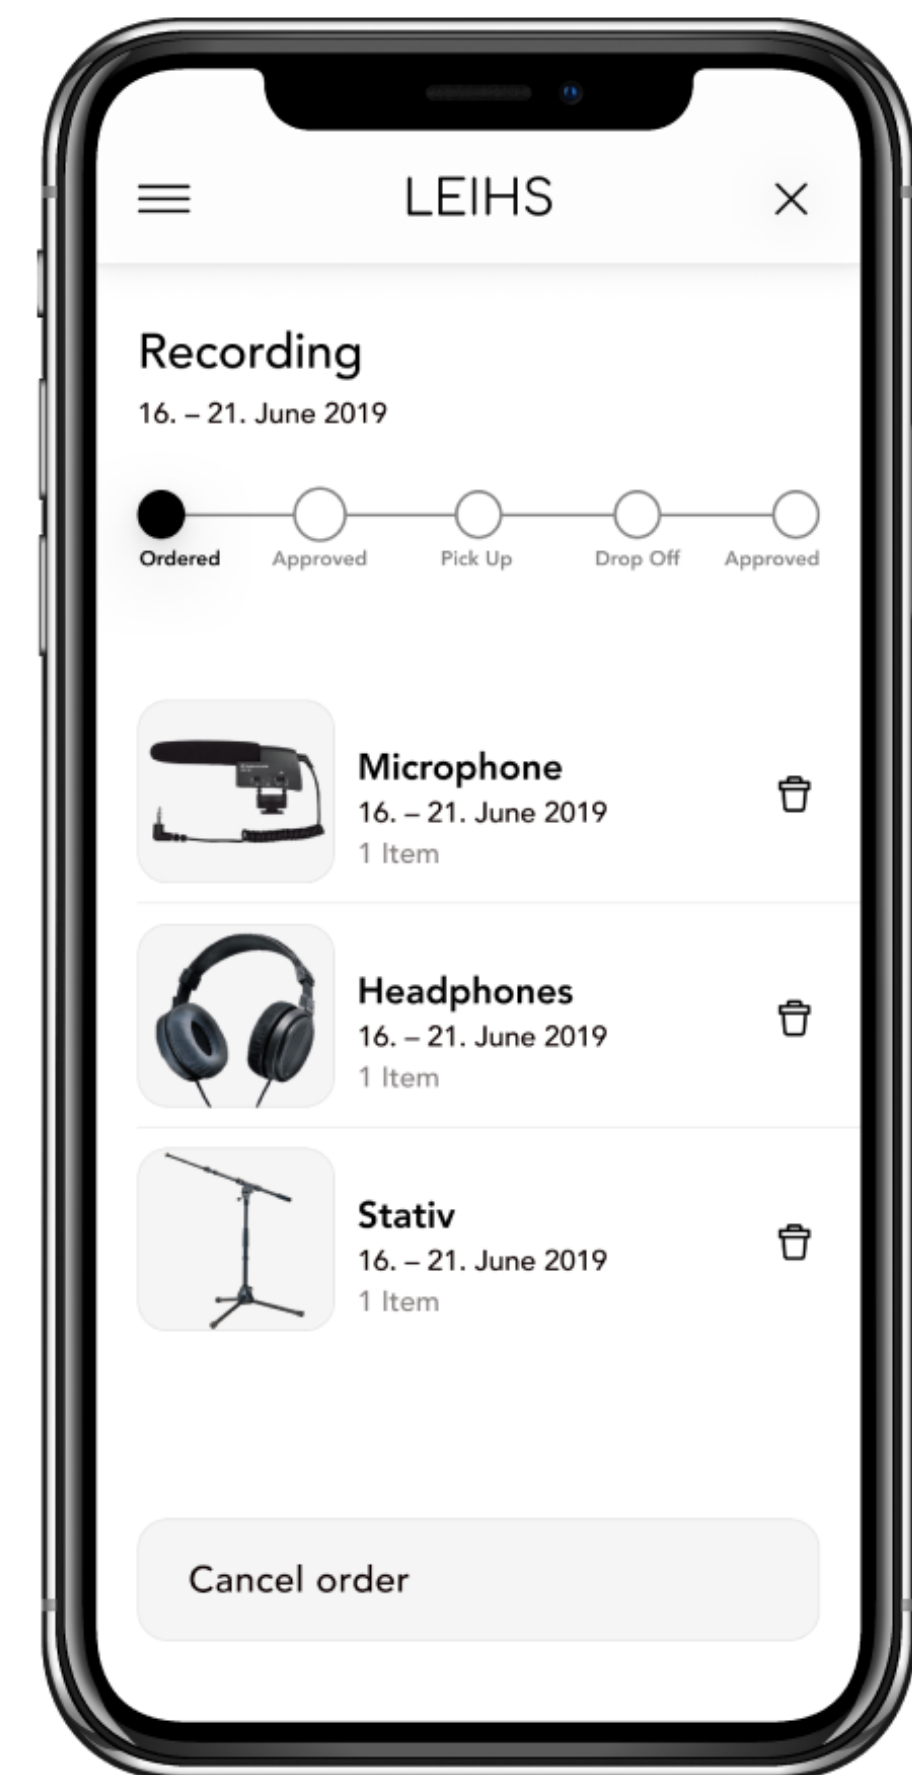 LEIHS
Recording
16. – 21. June 2019
Ordered Approved Pick Up Drop Off Approved
Microphone
16. – 21. June 2019
1 Item
Headphones
16. – 21. June 2019
1 Item
Stativ
16. – 21. June 2019
1 Item
Cancel order